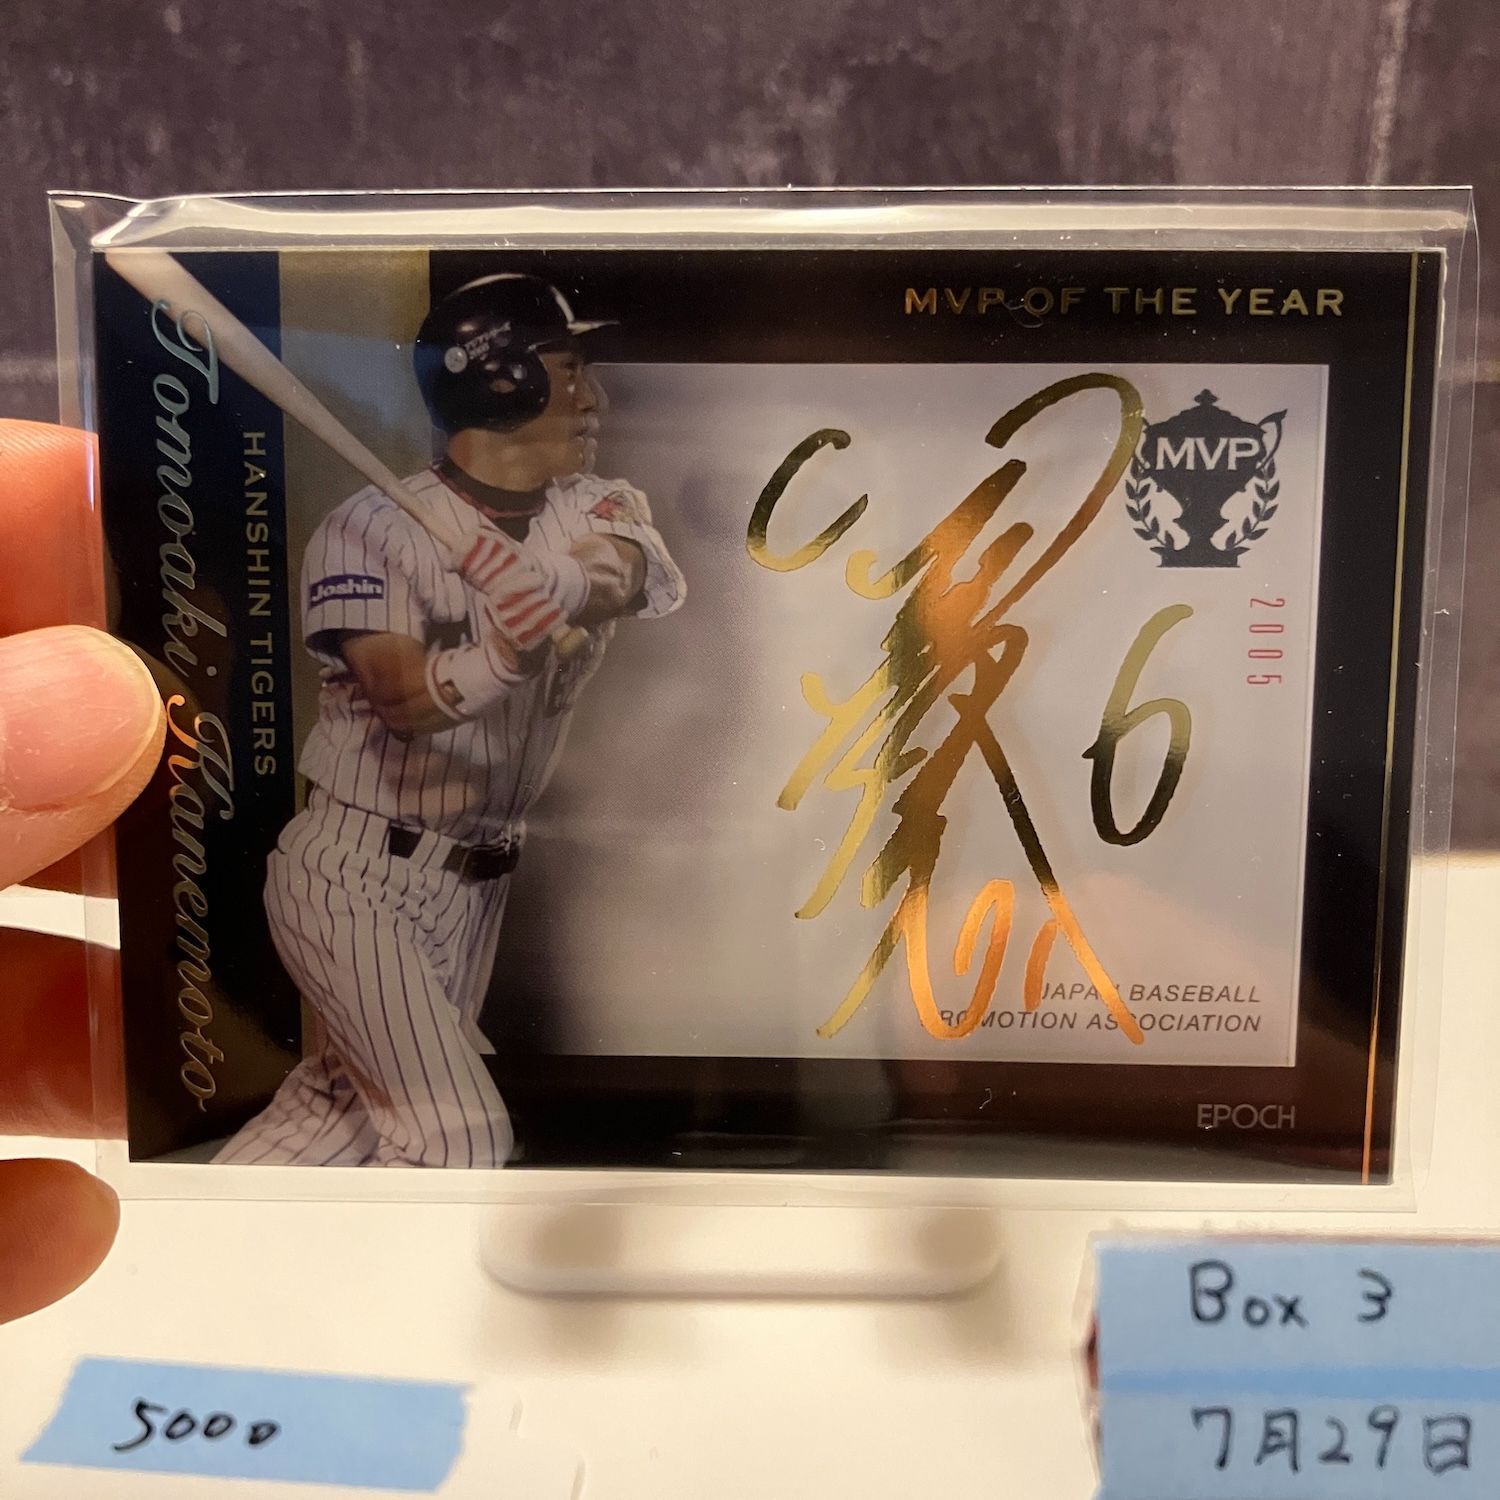 MVP OF THE YEAR
Tomoaki Kanemoto
HANSHIN TIGERS
Joshin
MVP
2005
6
JAPAN BASEBALL
PROMOTION ASSOCIATION
EPOCH
Box 3
7月29日
5000